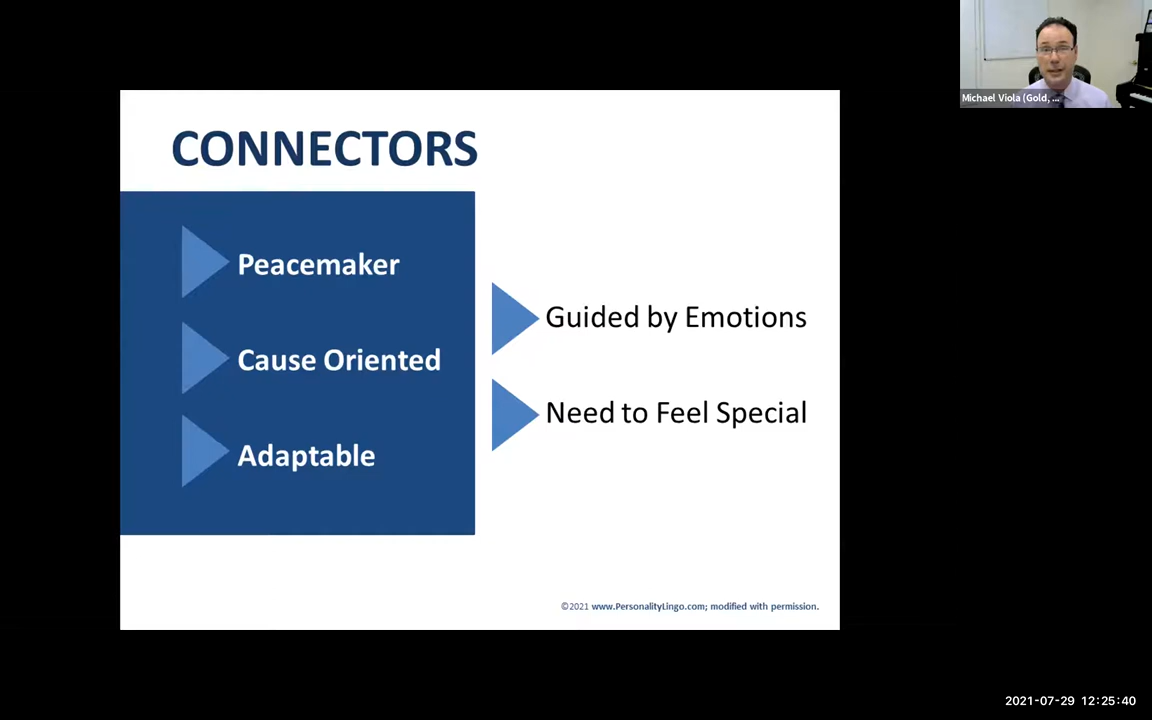 Michael Viola (Gold, ...
CONNECTORS
Peacemaker
Cause Oriented
Adaptable
Guided by Emotions
Need to Feel Special
©2021 www.PersonalityLingo.com; modified with permission.
2021-07-29 12:25:40